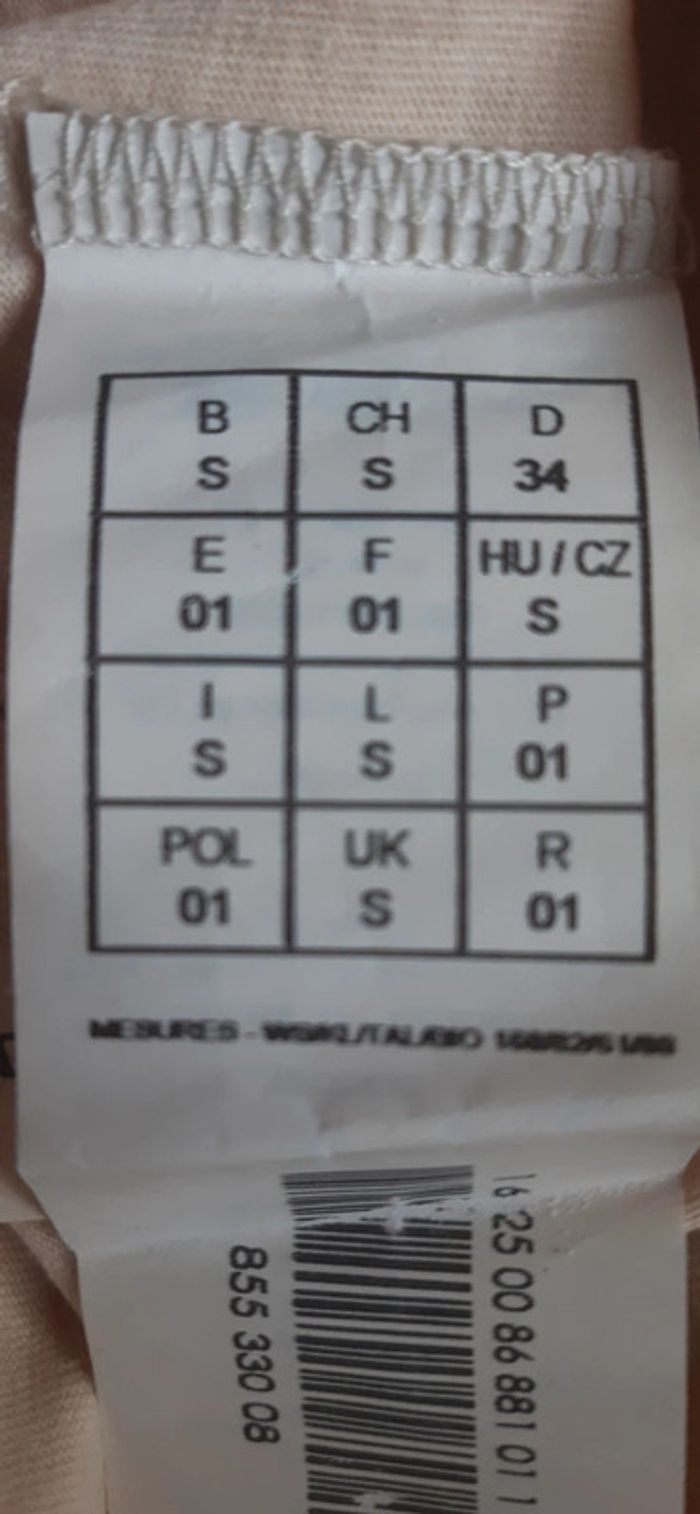 B CH D
S S 34
E F HU / CZ
01 01 S
I L P
S S 01
POL UK R
01 S 01
MESURES -
16 25 00 86 881 01 1
855 330 08